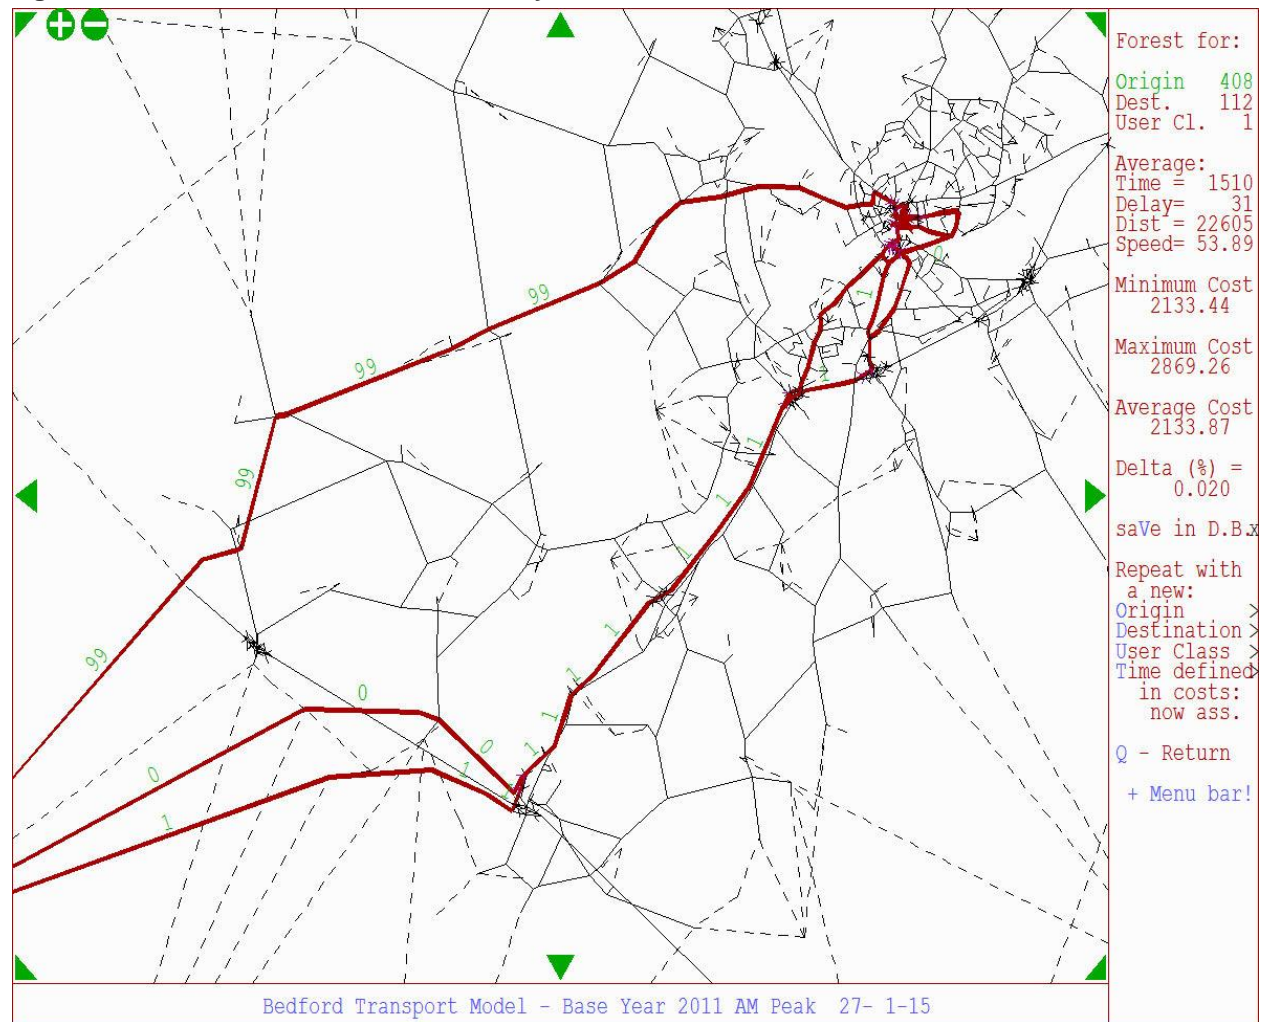 Forest for:
Origin 408
Dest. 112
User Cl. 1
Average:
Time = 1510
Delay= 31
Dist = 22605
Speed= 53.89
Minimum Cost
2133.44
Maximum Cost
2869.26
Average Cost
2133.87
Delta (%) =
0.020
saVe in D.B.x
Repeat with
a new:
Origin >
Destination >
User Class >
Time defined>
in costs:
now ass.
Q - Return
+ Menu bar!
99
99
99
99
0
0
1
1
1
1
1
1
1
1
1
1
1
1
0
Bedford Transport Model - Base Year 2011 AM Peak 27- 1-15